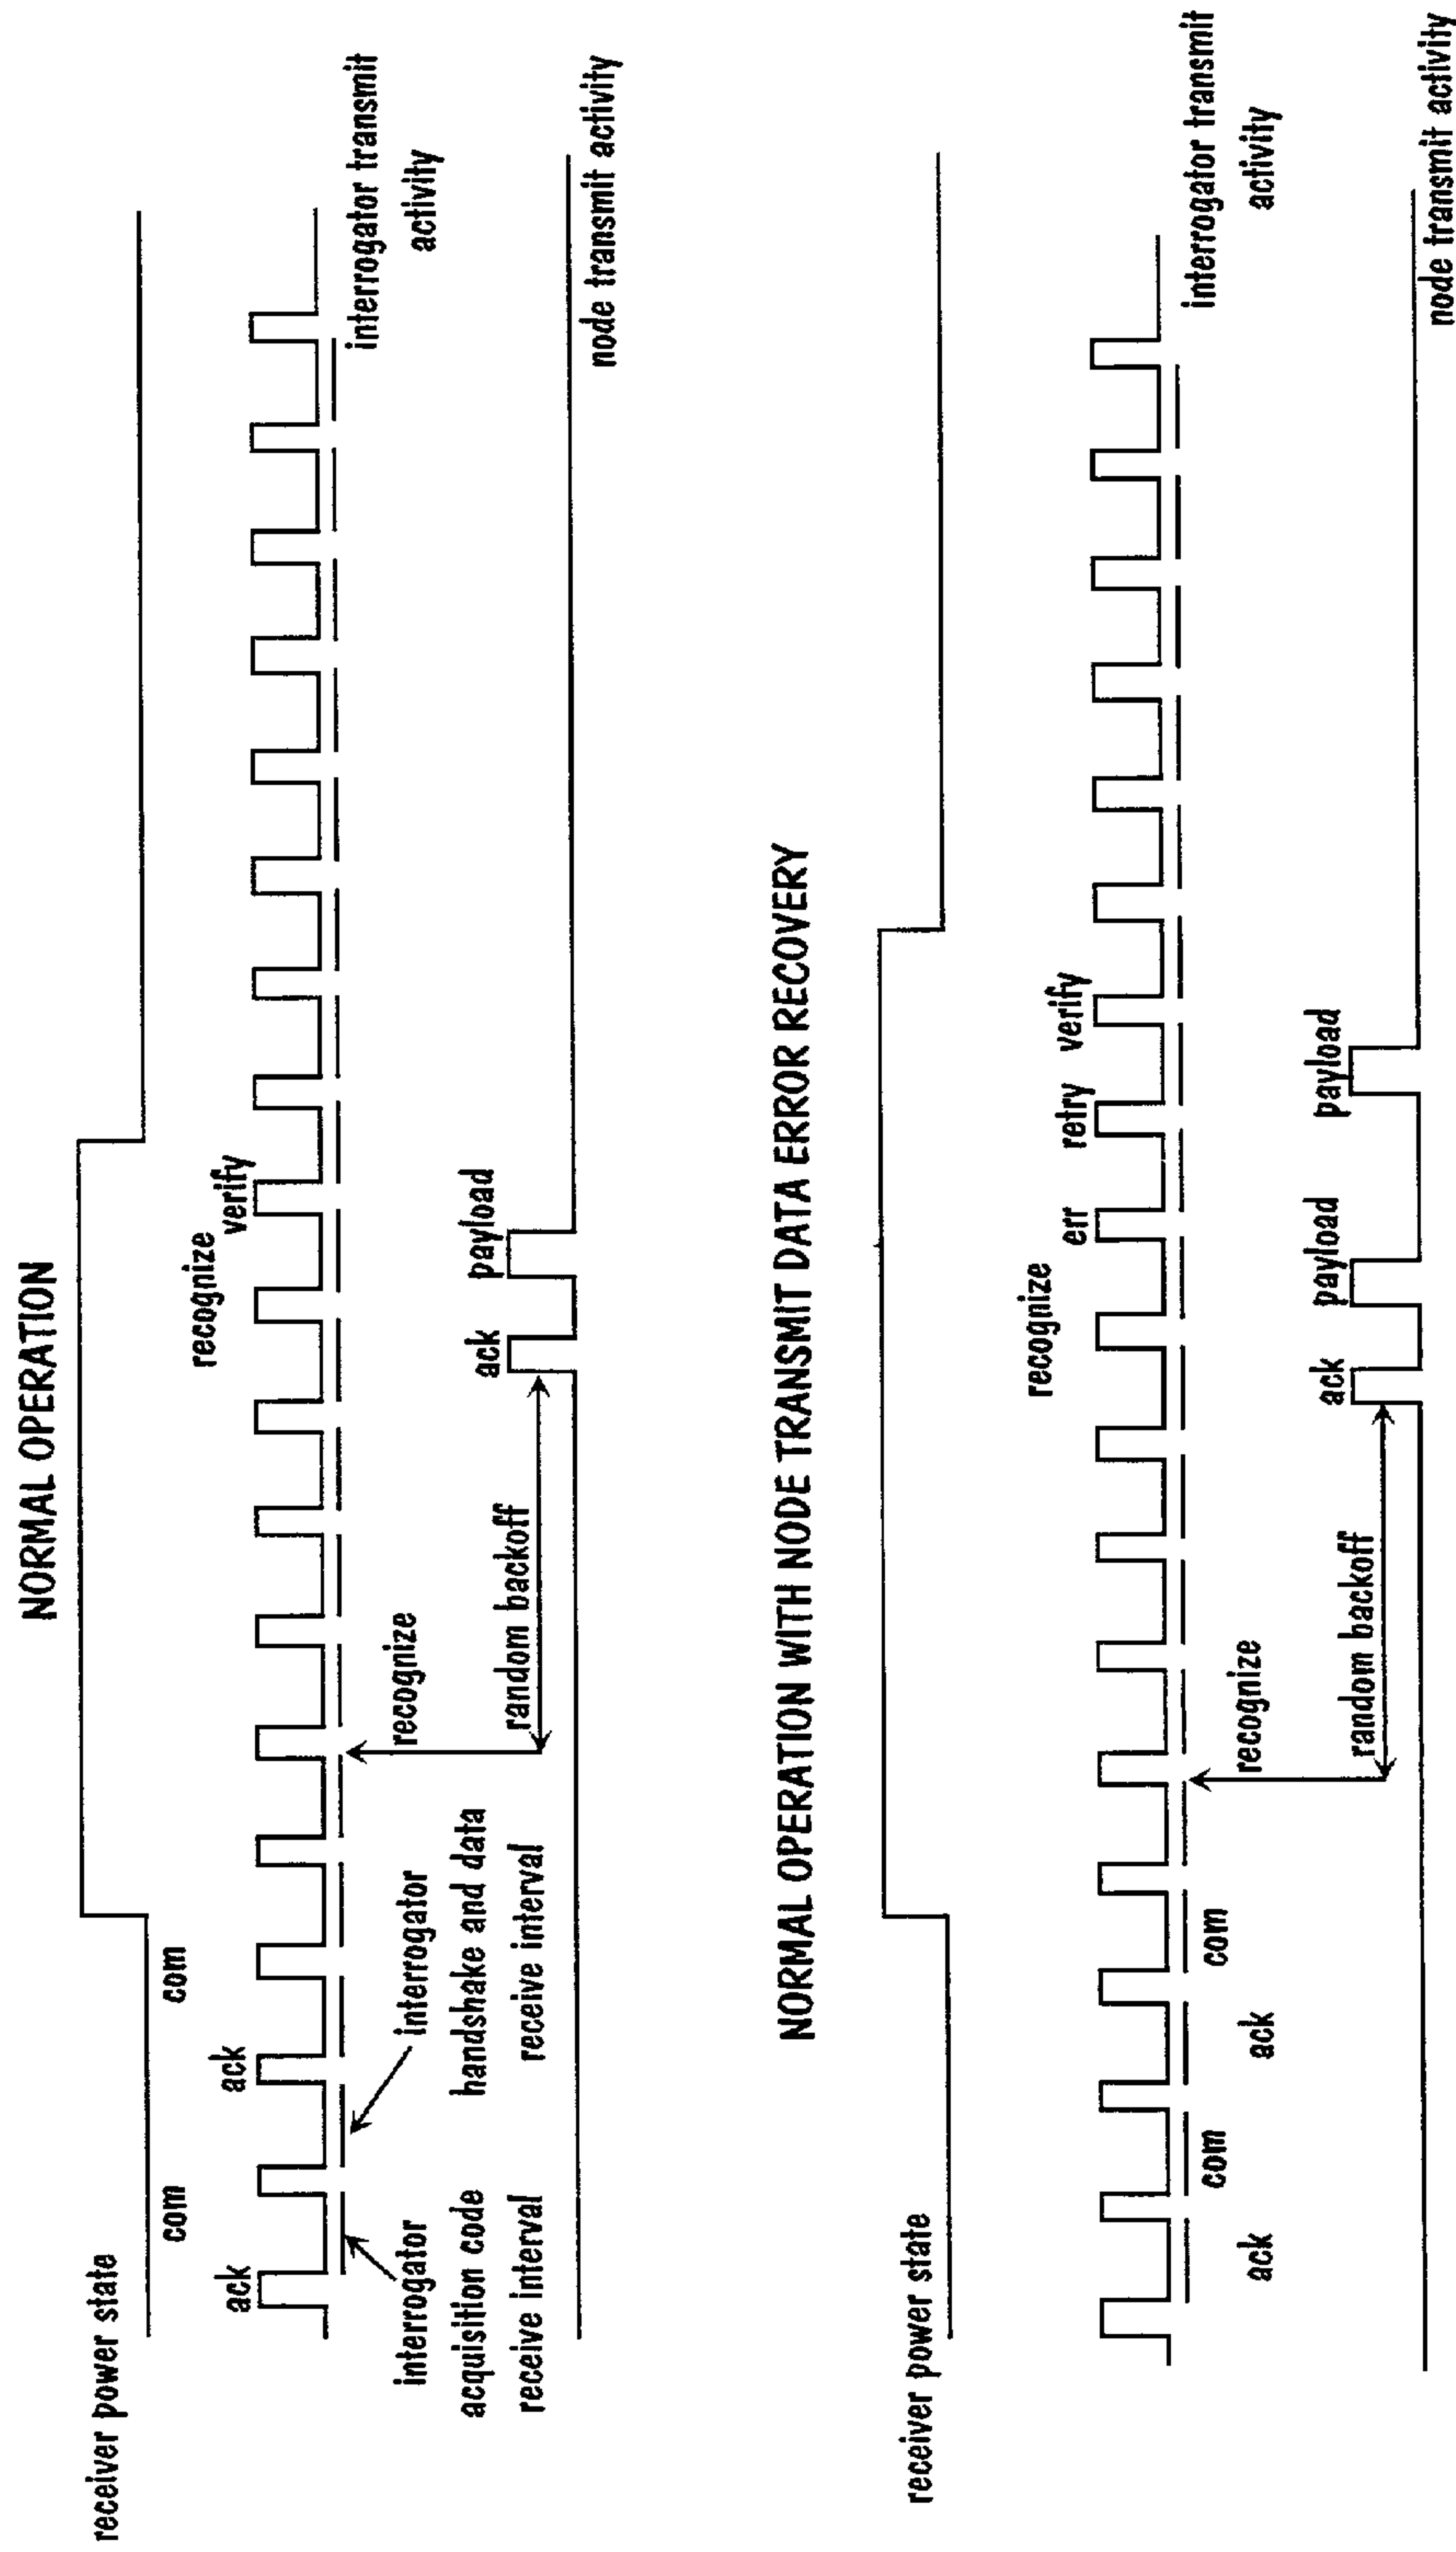 NORMAL OPERATION
receiver power state
com
com
ack
ack
recognize
verify
interrogator transmit
activity
interrogator
acquisition code
receive interval
interrogator
handshake and data
receive interval
recognize
random backoff
ack
payload
node transmit activity
NORMAL OPERATION WITH NODE TRANSMIT DATA ERROR RECOVERY
receiver power state
recognize
err
retry
verify
interrogator transmit
activity
ack
com
ack
com
recognize
random backoff
ack
payload
payload
node transmit activity